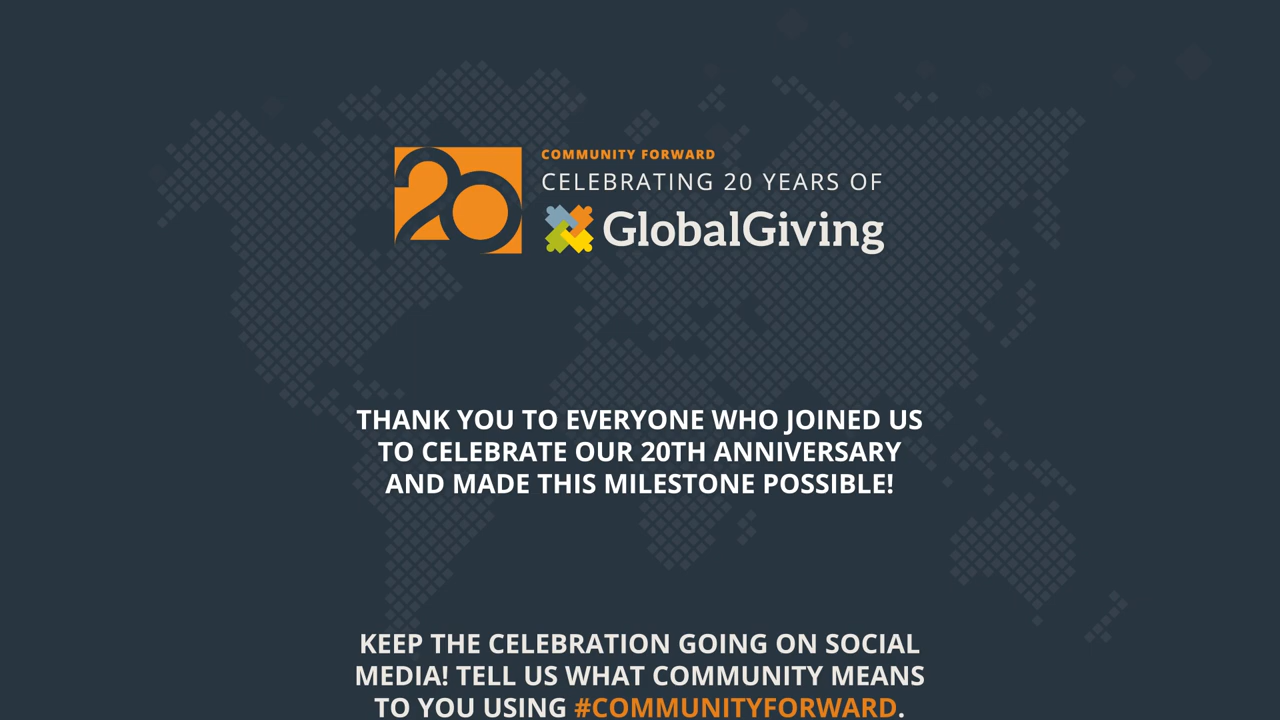 20
COMMUNITY FORWARD
CELEBRATING 20 YEARS OF
GlobalGiving
THANK YOU TO EVERYONE WHO JOINED US
TO CELEBRATE OUR 20TH ANNIVERSARY
AND MADE THIS MILESTONE POSSIBLE!
KEEP THE CELEBRATION GOING ON SOCIAL
MEDIA! TELL US WHAT COMMUNITY MEANS
TO YOU USING #COMMUNITYFORWARD.